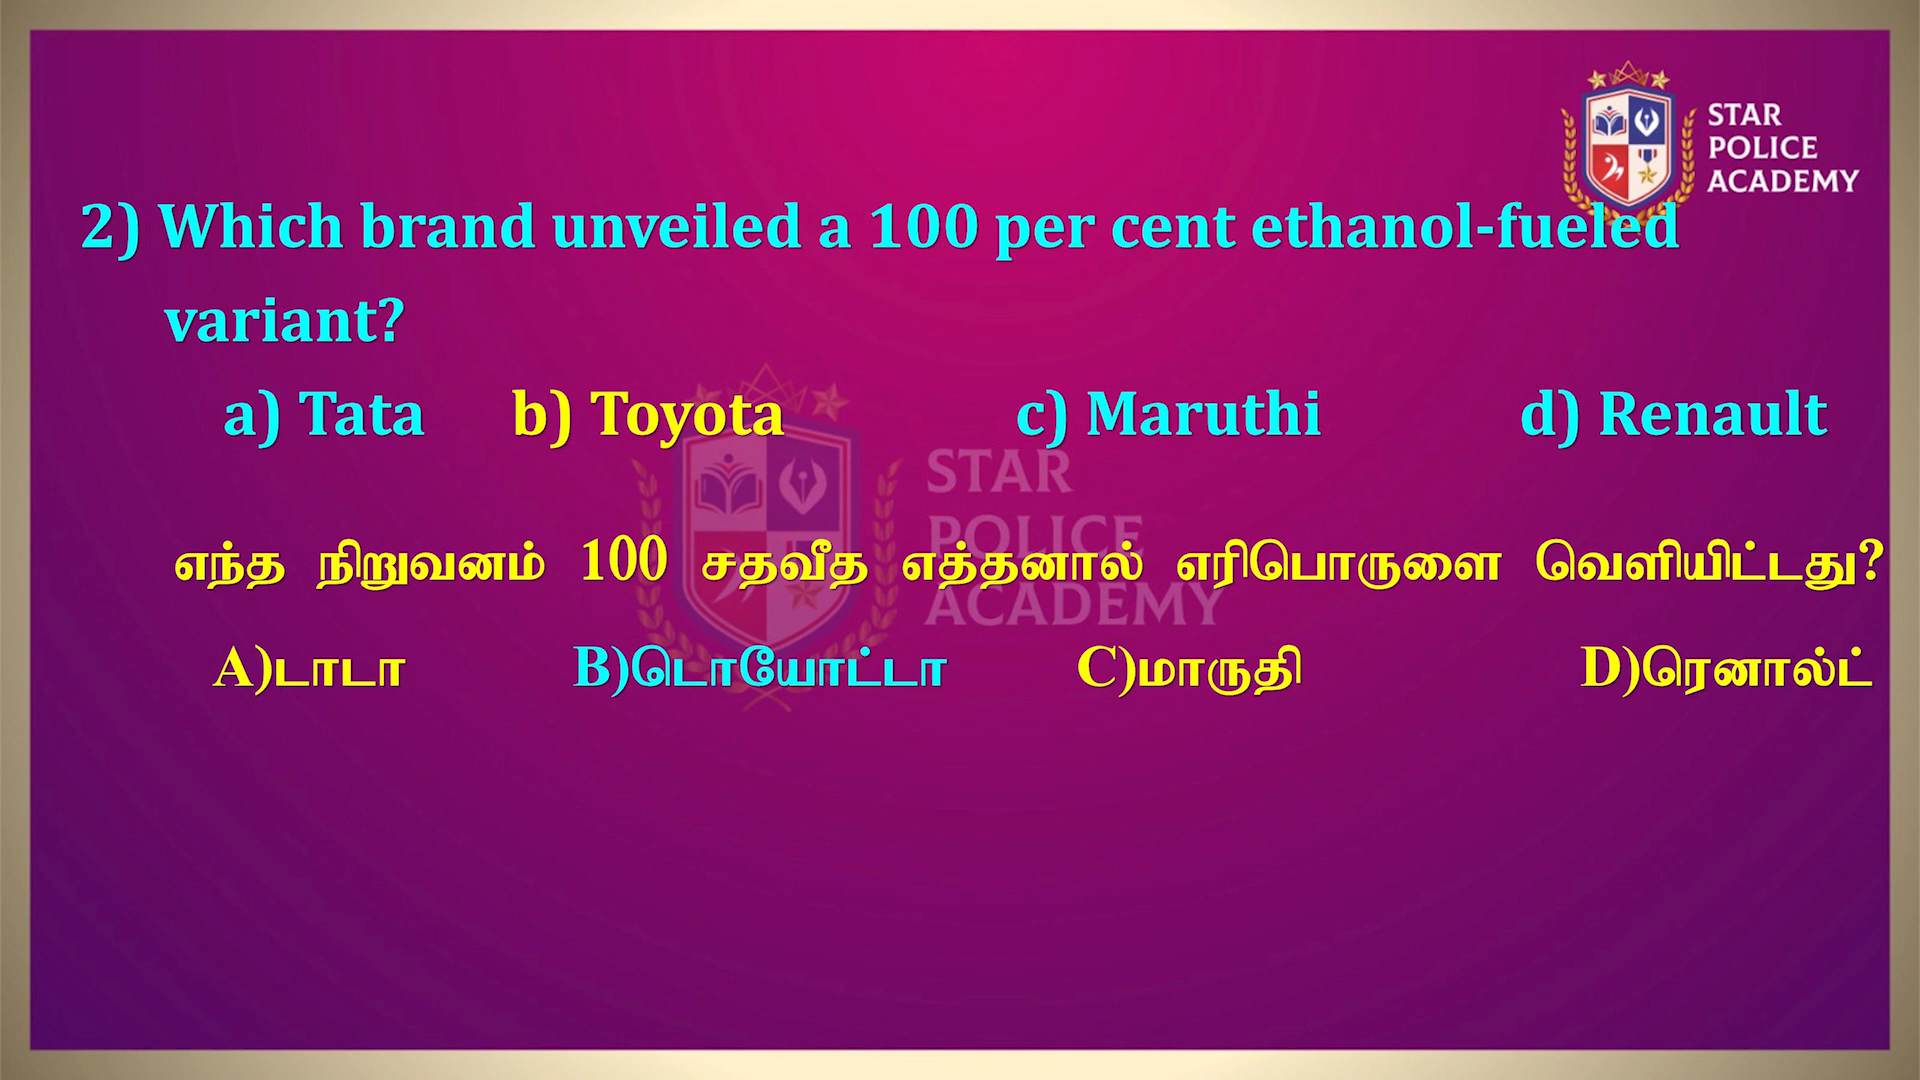 STAR
POLICE
ACADEMY
2) Which brand unveiled a 100 per cent ethanol-fueled
variant?
a) Tata b) Toyota c) Maruthi d) Renault
STAR
POLICE
ACADEMY
எந்த நிறுவனம் 100 சதவீத எத்தனால் எரிபொருளை வெளியிட்டது?
A)டாடா B)டொயோட்டா C)மாருதி D)ரெனால்ட்